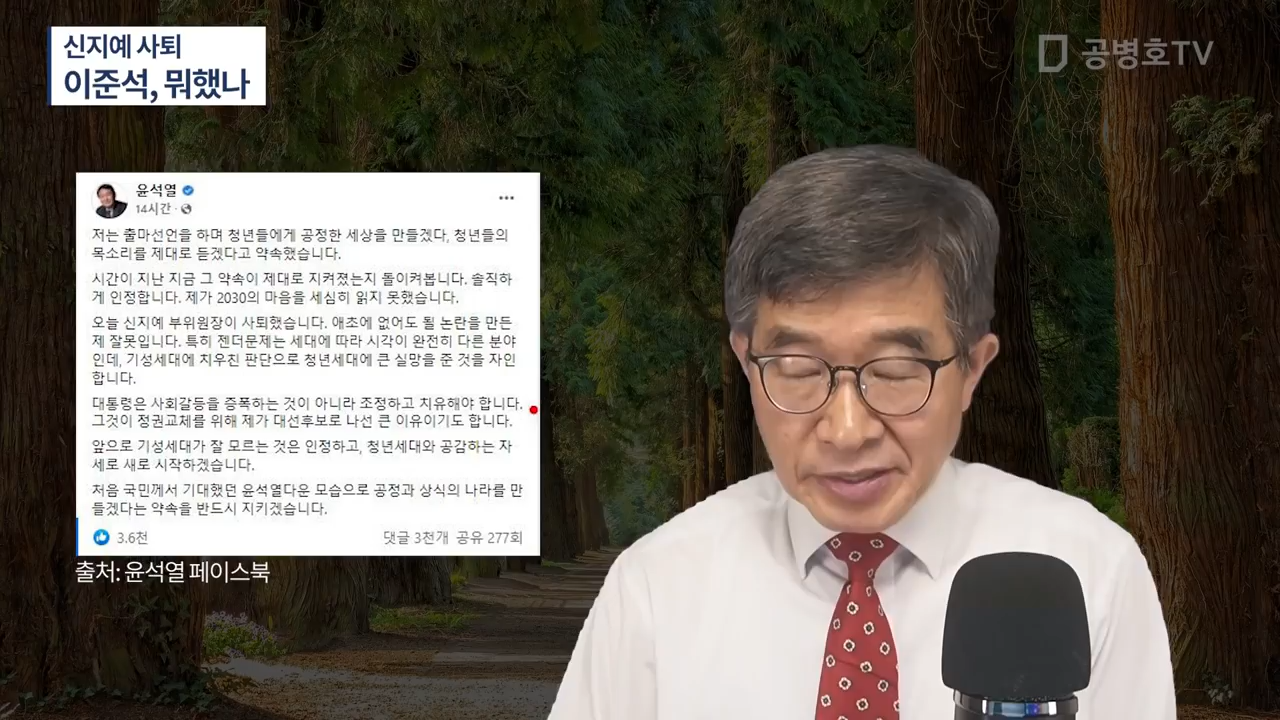 신지예 사퇴
이준석, 뭐했나
공병호TV
윤석열
14시간 ·
저는 출마선언을 하며 청년들에게 공정한 세상을 만들겠다, 청년들의
목소리를 제대로 듣겠다고 약속했습니다.
시간이 지난 지금 그 약속이 제대로 지켜졌는지 돌이켜봅니다. 솔직하
게 인정합니다. 제가 2030의 마음을 세심히 읽지 못했습니다.
오늘 신지예 부위원장이 사퇴했습니다. 애초에 없어도 될 논란을 만든
제 잘못입니다. 특히 젠더문제는 세대에 따라 시각이 완전히 다른 분야
인데, 기성세대에 치우친 판단으로 청년세대에 큰 실망을 준 것을 자인
합니다.
대통령은 사회갈등을 증폭하는 것이 아니라 조정하고 치유해야 합니다.
그것이 정권교체를 위해 제가 대선후보로 나선 큰 이유이기도 합니다.
앞으로 기성세대가 잘 모르는 것은 인정하고, 청년세대와 공감하는 자
세로 새로 시작하겠습니다.
처음 국민께서 기대했던 윤석열다운 모습으로 공정과 상식의 나라를 만
들겠다는 약속을 반드시 지키겠습니다.
3.6천
댓글 3천개 공유 277회
출처: 윤석열 페이스북